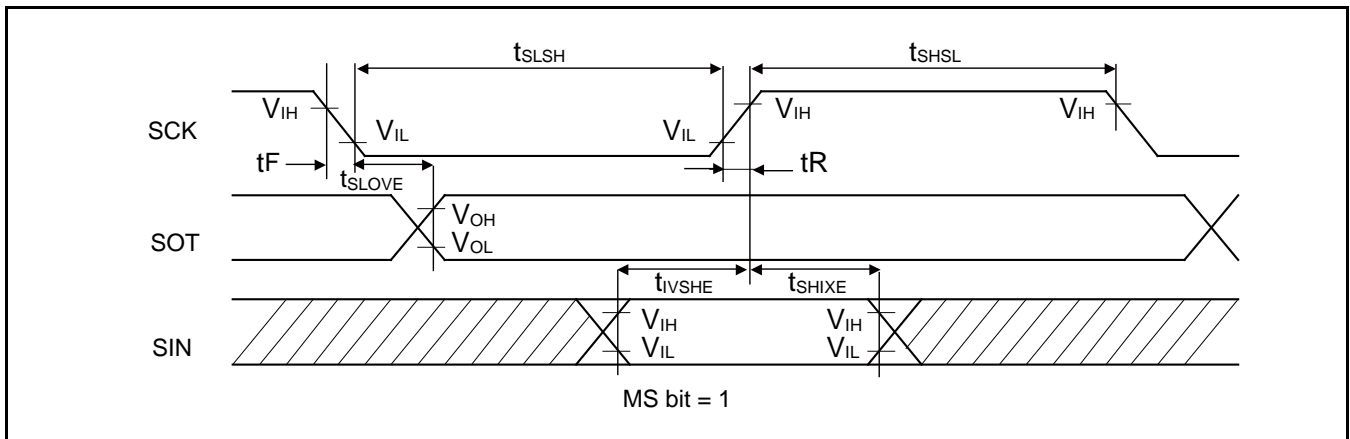 tSLSH
tSHSL
SCK
VIH
VIL
VIL
VIH
VIH
tF
tSLOVE
tR
SOT
VOH
VOL
tIVSHE
tSHIXE
SIN
VIH
VIL
VIH
VIL
MS bit = 1